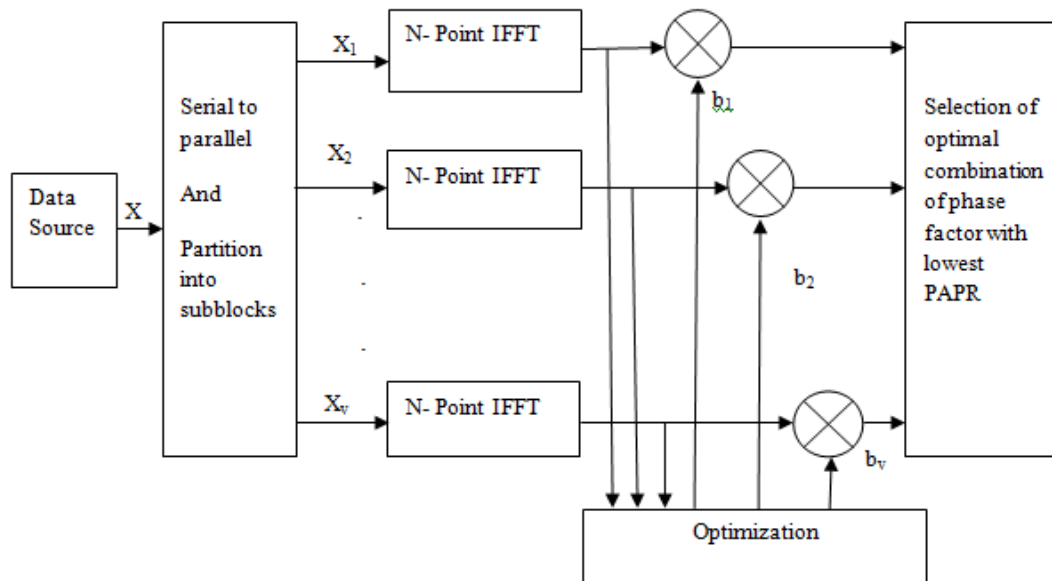 Data
Source
X
Serial to
parallel
And
Partition
into
subblocks
X₁
N- Point IFFT
b₁
X₂
N- Point IFFT
b₂
Xᵥ
N- Point IFFT
bᵥ
Optimization
Selection of
optimal
combination
of phase
factor with
lowest
PAPR